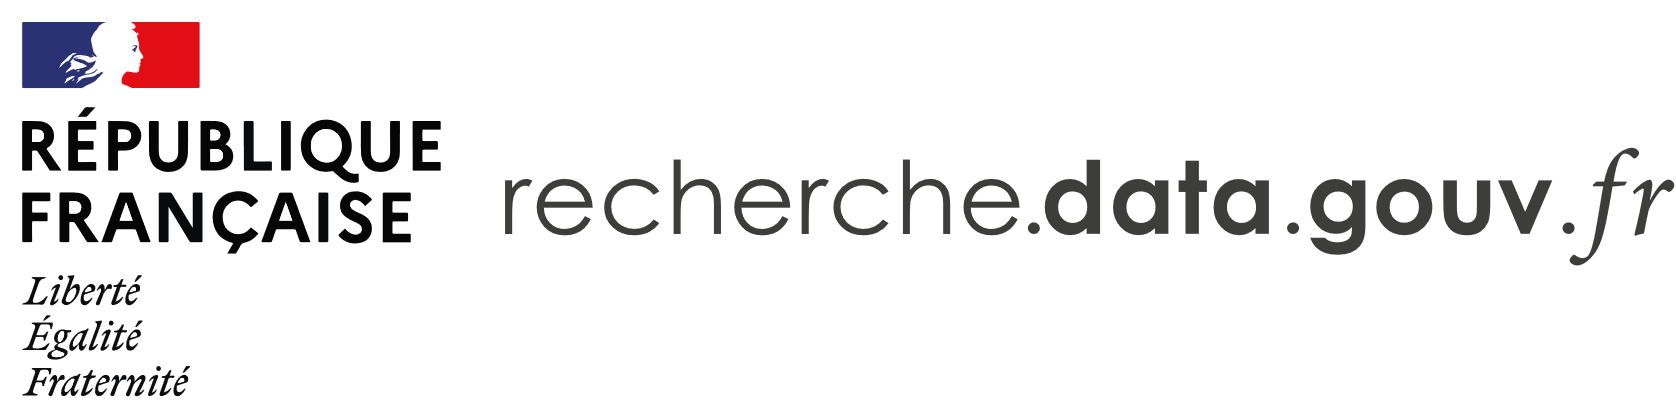 RÉPUBLIQUE
FRANÇAISE
Liberté
Égalité
Fraternité
recherche.data.gouv.fr